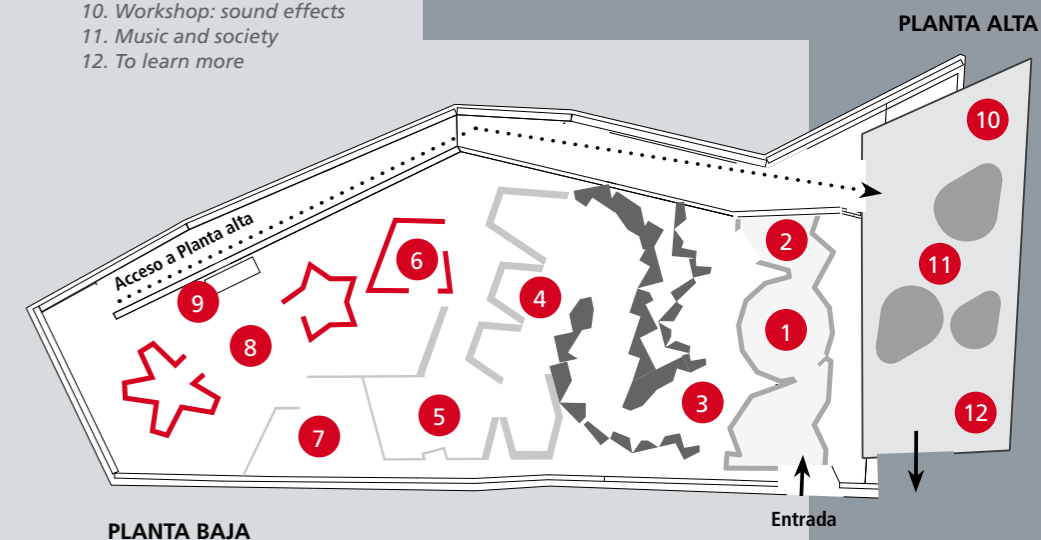 10. Workshop: sound effects
11. Music and society
12. To learn more
PLANTA ALTA
10
Acceso a Planta alta
2
6
11
9
4
1
8
3
5
12
7
Entrada
PLANTA BAJA